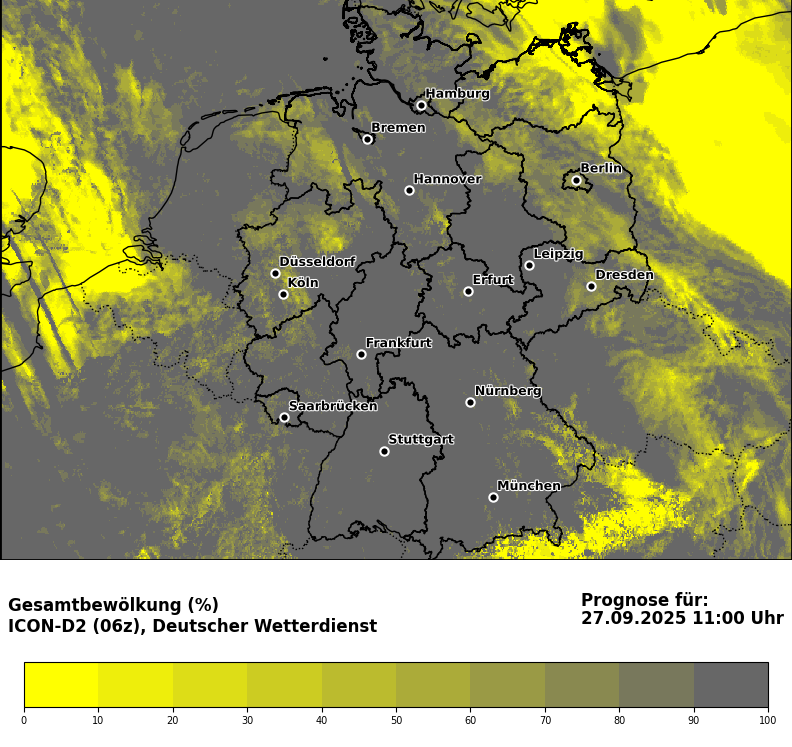 Hamburg
Bremen
Berlin
Hannover
Leipzig
Düsseldorf
Dresden
Köln
Erfurt
Frankfurt
Nürnberg
Saarbrücken
Stuttgart
München
Gesamtbewölkung (%)
ICON-D2 (06z), Deutscher Wetterdienst
Prognose für:
27.09.2025 11:00 Uhr
0 10 20 30 40 50 60 70 80 90 100